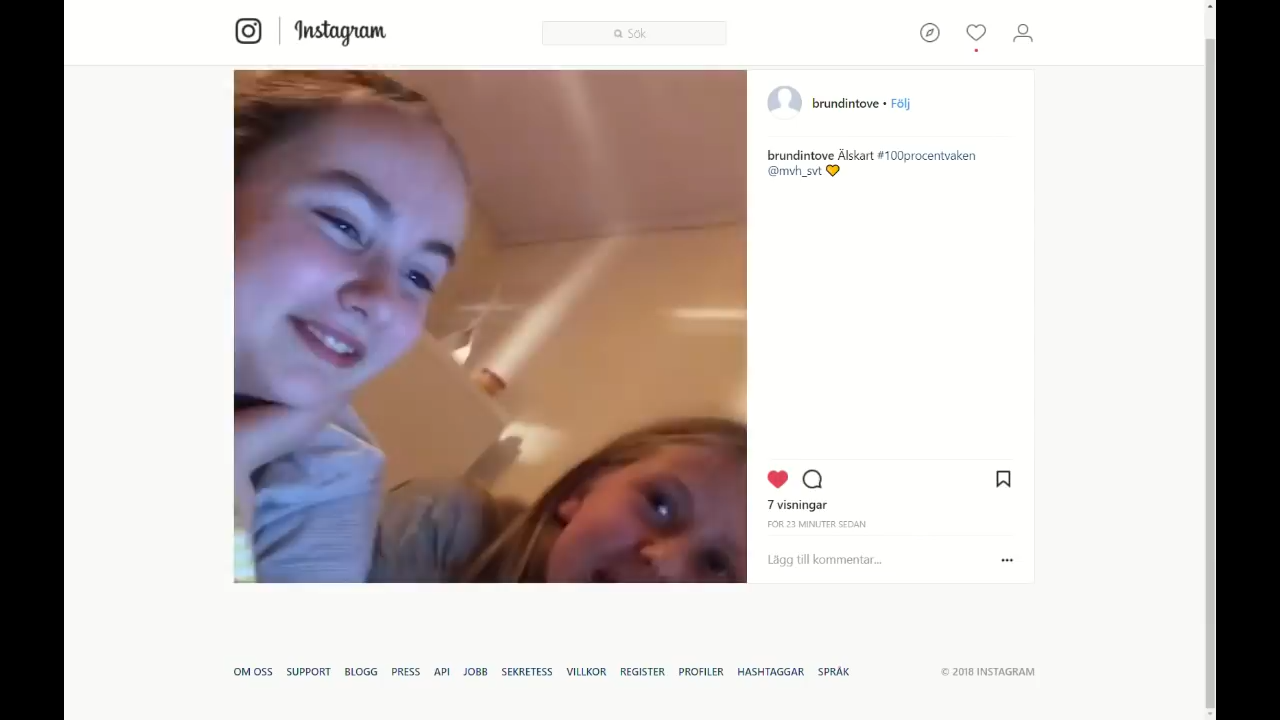 Instagram
Sök
brundintove • Följ
brundintove Älskart #100procentvaken
@mvh_svt 💛
7 visningar
FÖR 23 MINUTER SEDAN
Lägg till kommentar...
OM OSS SUPPORT BLOGG PRESS API JOBB SEKRETESS VILLKOR REGISTER PROFILER HASHTAGGAR SPRÅK © 2018 INSTAGRAM